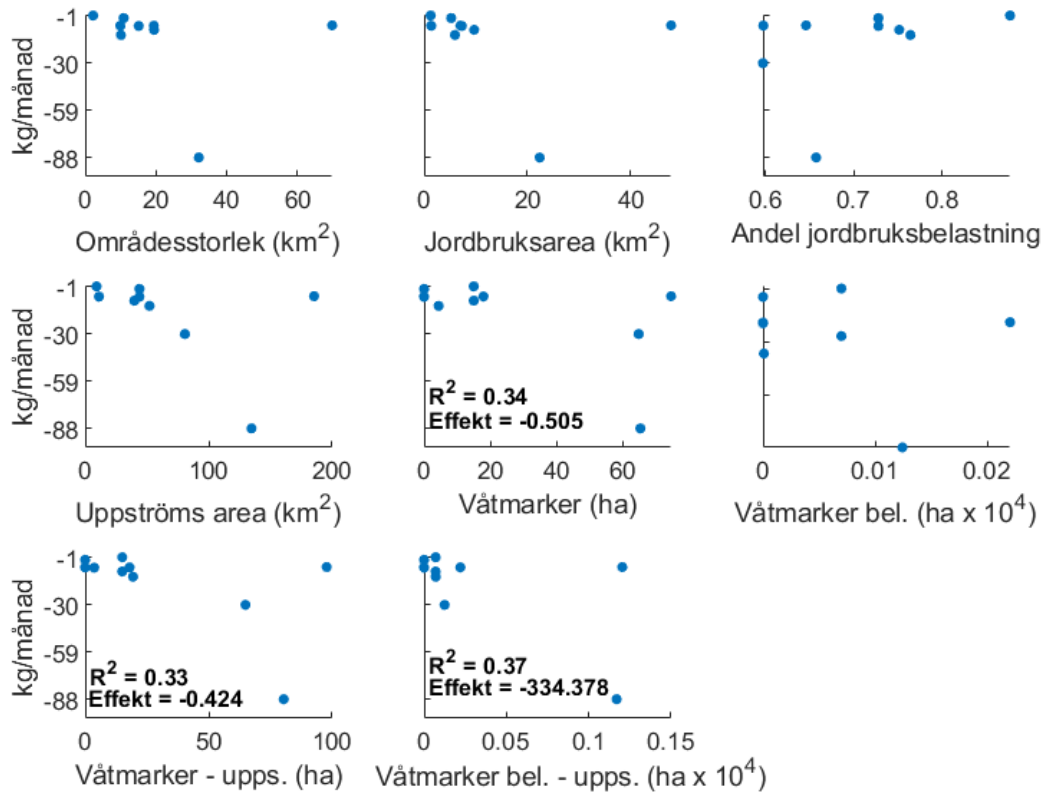 -1
-30
-59
-88
kg/månad
0 20 40 60
Områdesstorlek (km2)
0 20 40
Jordbruksarea (km2)
0.6 0.7 0.8
Andel jordbruksbelastning
-1
-30
-59
-88
kg/månad
0 100 200
Uppströms area (km2)
R2 = 0.34
Effekt = -0.505
0 20 40 60
Våtmarker (ha)
0 0.01 0.02
Våtmarker bel. (ha x 104)
-1
-30
-59
-88
kg/månad
R2 = 0.33
Effekt = -0.424
0 50 100
Våtmarker - upps. (ha)
R2 = 0.37
Effekt = -334.378
0 0.05 0.1 0.15
Våtmarker bel. - upps. (ha x 104)